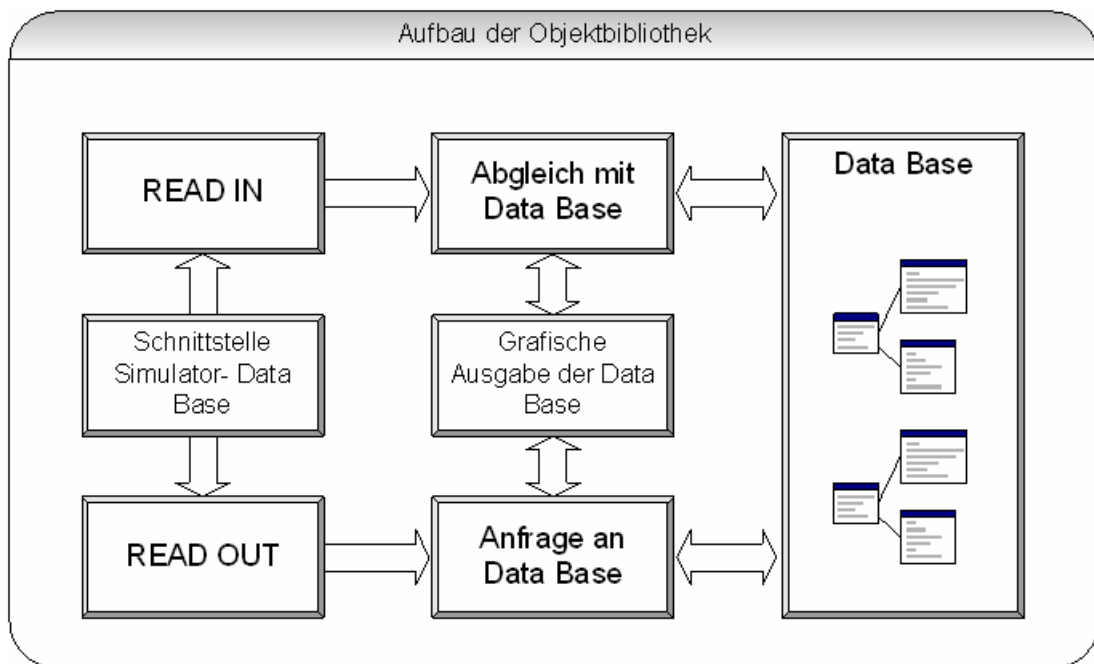 Aufbau der Objektbibliothek
READ IN
Abgleich mit
Data Base
Data Base
Schnittstelle
Simulator- Data
Base
Grafische
Ausgabe der Data
Base
READ OUT
Anfrage an
Data Base